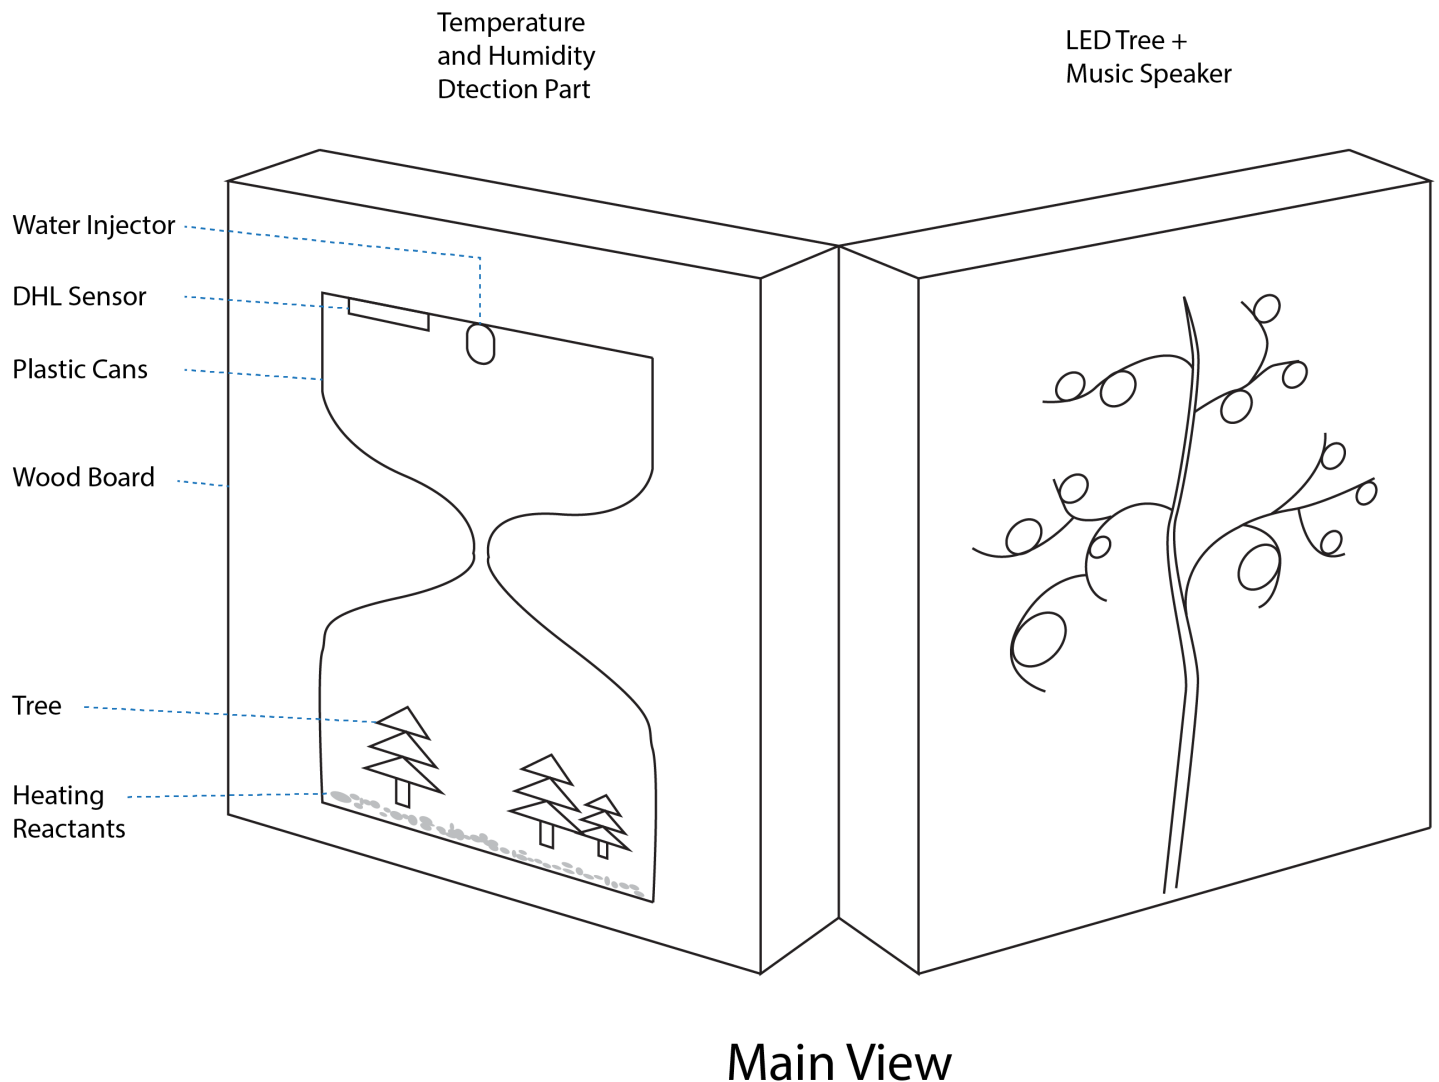 Temperature
and Humidity
Dtection Part
LED Tree +
Music Speaker
Water Injector
DHL Sensor
Plastic Cans
Wood Board
Tree
Heating
Reactants
Main View